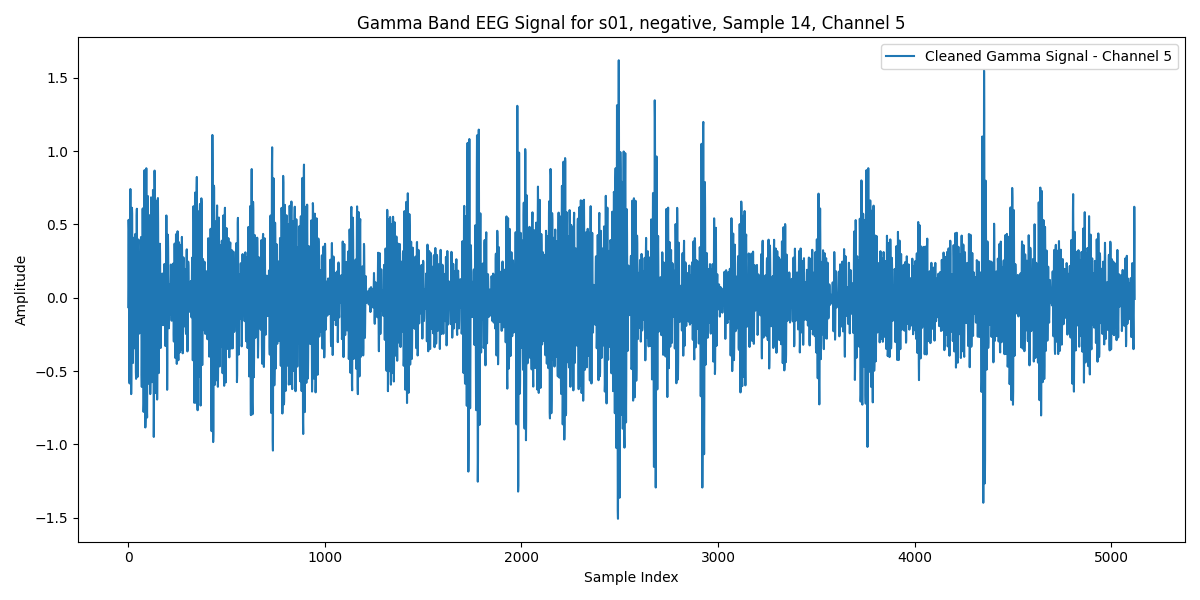 Gamma Band EEG Signal for s01, negative, Sample 14, Channel 5
Cleaned Gamma Signal - Channel 5
Amplitude
1.5
1.0
0.5
0.0
−0.5
−1.0
−1.5
0 1000 2000 3000 4000 5000
Sample Index